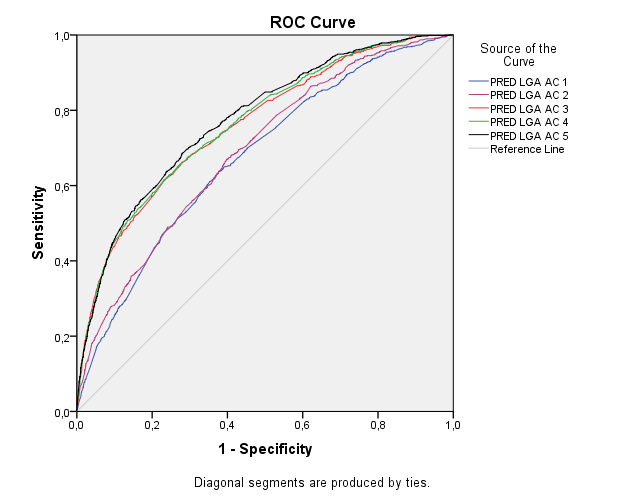 ROC Curve
Sensitivity
1,0
0,8
0,6
0,4
0,2
0,0
0,0 0,2 0,4 0,6 0,8 1,0
1 - Specificity
Source of the
Curve
PRED LGA AC 1
PRED LGA AC 2
PRED LGA AC 3
PRED LGA AC 4
PRED LGA AC 5
Reference Line
Diagonal segments are produced by ties.